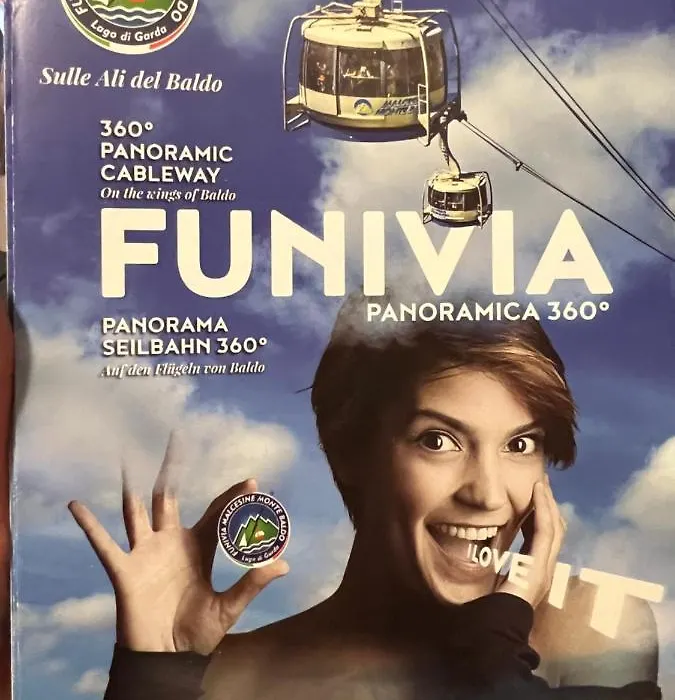 Lago di Garda
Sulle Ali del Baldo
360°
PANORAMIC
CABLEWAY
On the wings of Baldo
FUNIVIA
PANORAMICA 360°
PANORAMA
SEILBAHN 360°
Auf den Flügeln von Baldo
FUNIVIA MALCESINE MONTE BALDO
Lago di Garda
I LOVE IT